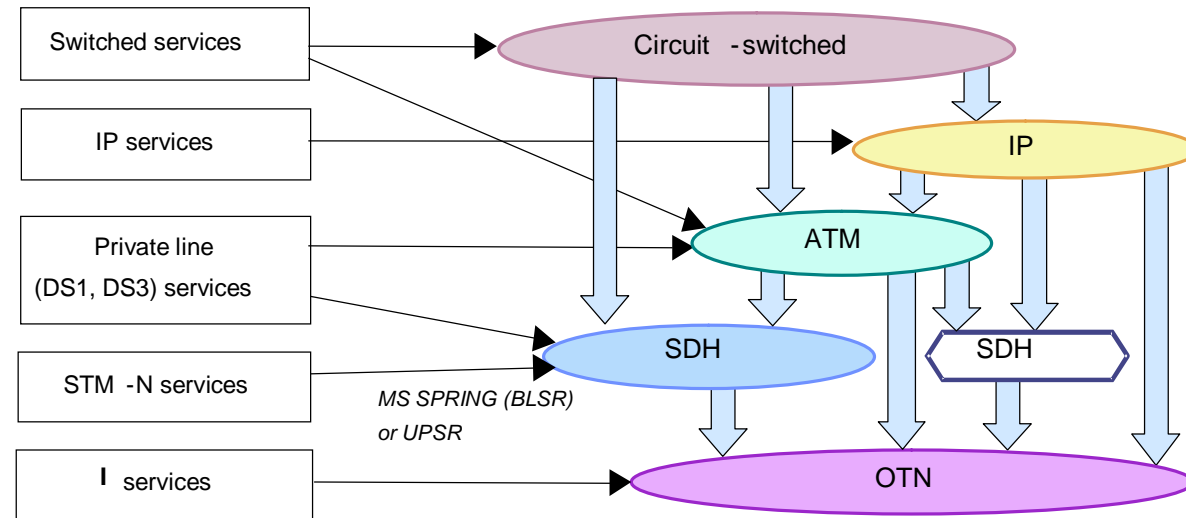 Switched services
Circuit -switched
IP services
IP
Private line
(DS1, DS3) services
ATM
SDH
SDH
STM -N services
MS SPRING (BLSR)
or UPSR
I services
OTN